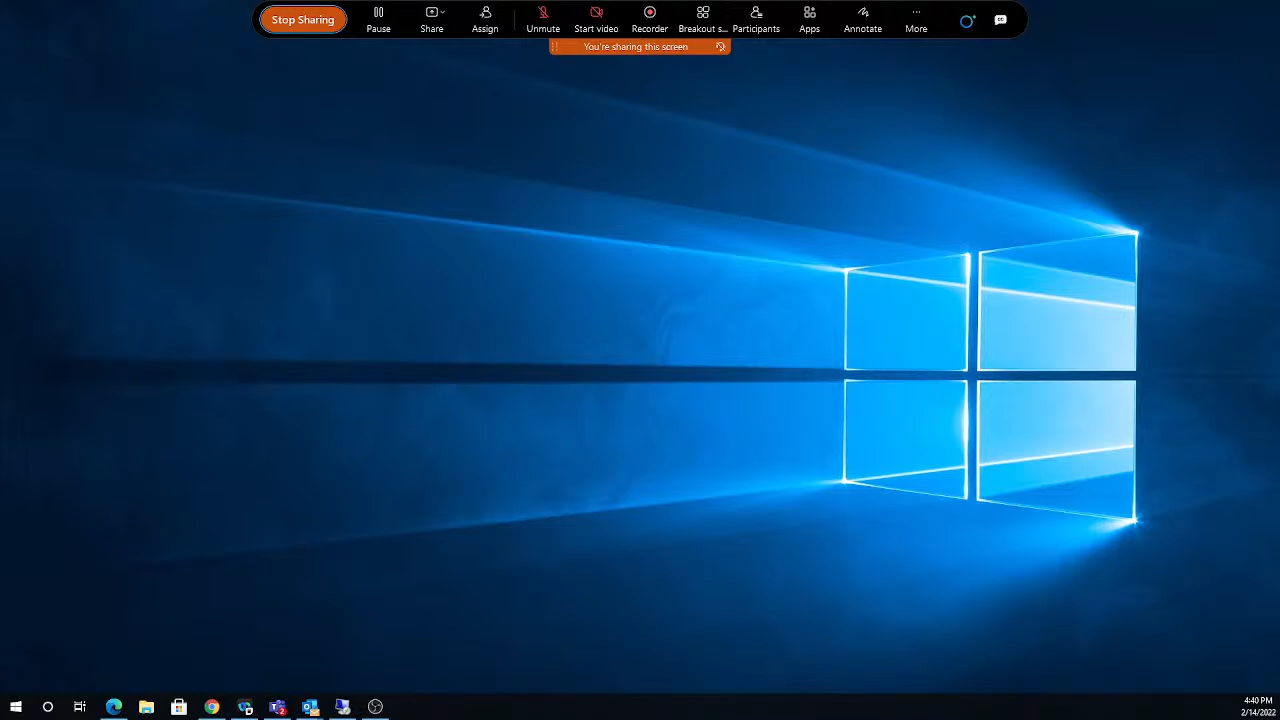 Stop Sharing
Pause
Share
Assign
Unmute
Start video
Recorder
Breakout s...
Participants
Apps
Annotate
More
You're sharing this screen
2
4:40 PM
2/14/2022